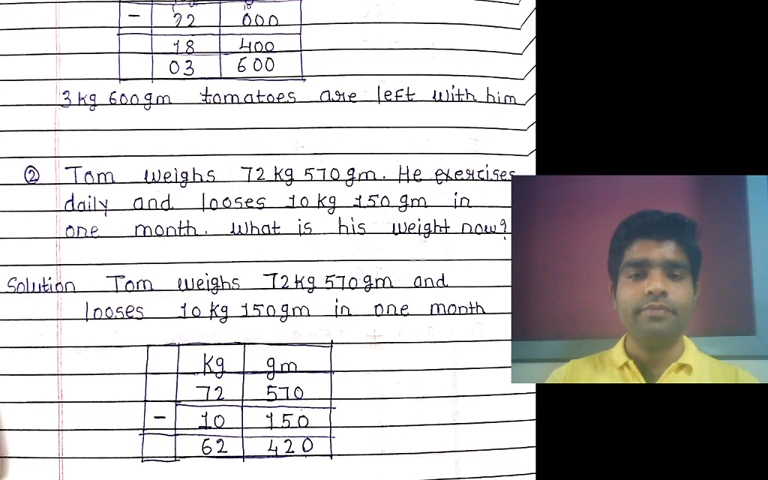 - 22 000
18 400
03 600
3 kg 600 gm tomatoes are left with him
② Tom weighs 72 kg 570 gm. He exercises
daily and looses 10 kg 150 gm in
one month. What is his weight now?
Solution Tom weighs 72 kg 570 gm and
looses 10 kg 150 gm in one month
Kg gm
72 570
- 10 150
62 420